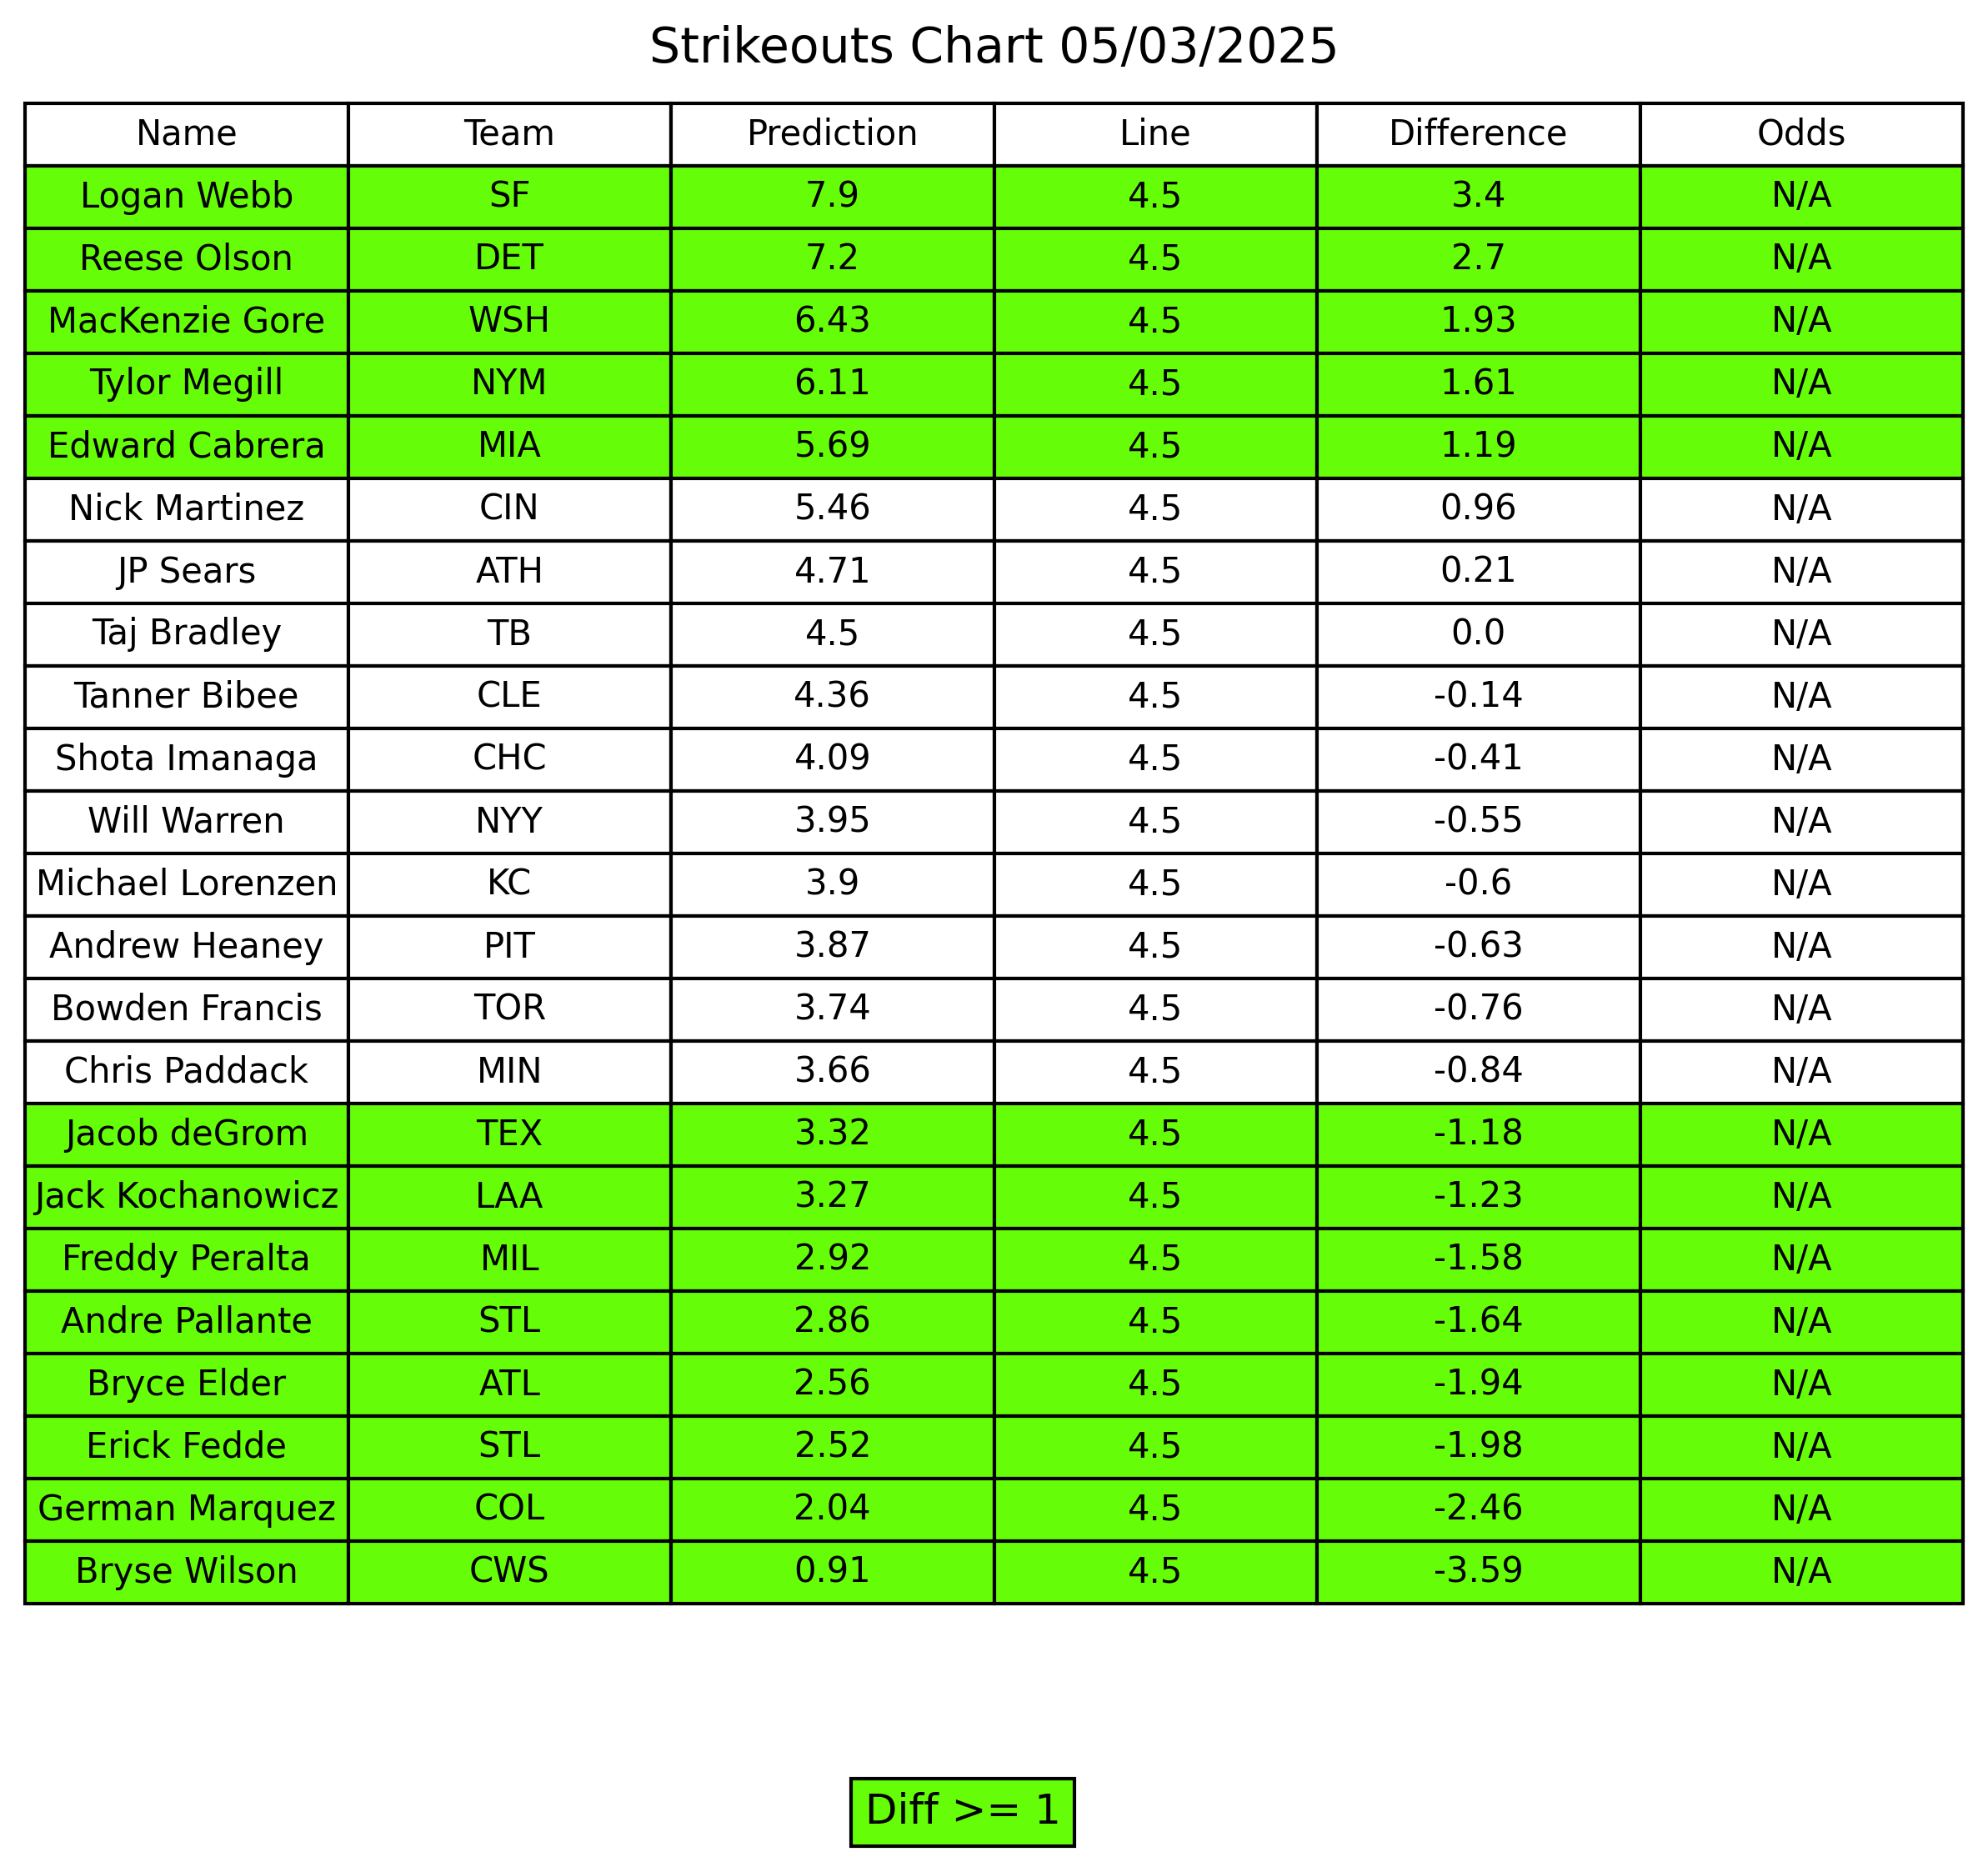 Strikeouts Chart 05/03/2025
Name Team Prediction Line Difference Odds
Logan Webb SF 7.9 4.5 3.4 N/A
Reese Olson DET 7.2 4.5 2.7 N/A
MacKenzie Gore WSH 6.43 4.5 1.93 N/A
Tylor Megill NYM 6.11 4.5 1.61 N/A
Edward Cabrera MIA 5.69 4.5 1.19 N/A
Nick Martinez CIN 5.46 4.5 0.96 N/A
JP Sears ATH 4.71 4.5 0.21 N/A
Taj Bradley TB 4.5 4.5 0.0 N/A
Tanner Bibee CLE 4.36 4.5 -0.14 N/A
Shota Imanaga CHC 4.09 4.5 -0.41 N/A
Will Warren NYY 3.95 4.5 -0.55 N/A
Michael Lorenzen KC 3.9 4.5 -0.6 N/A
Andrew Heaney PIT 3.87 4.5 -0.63 N/A
Bowden Francis TOR 3.74 4.5 -0.76 N/A
Chris Paddack MIN 3.66 4.5 -0.84 N/A
Jacob deGrom TEX 3.32 4.5 -1.18 N/A
Jack Kochanowicz LAA 3.27 4.5 -1.23 N/A
Freddy Peralta MIL 2.92 4.5 -1.58 N/A
Andre Pallante STL 2.86 4.5 -1.64 N/A
Bryce Elder ATL 2.56 4.5 -1.94 N/A
Erick Fedde STL 2.52 4.5 -1.98 N/A
German Marquez COL 2.04 4.5 -2.46 N/A
Bryse Wilson CWS 0.91 4.5 -3.59 N/A
Diff >= 1